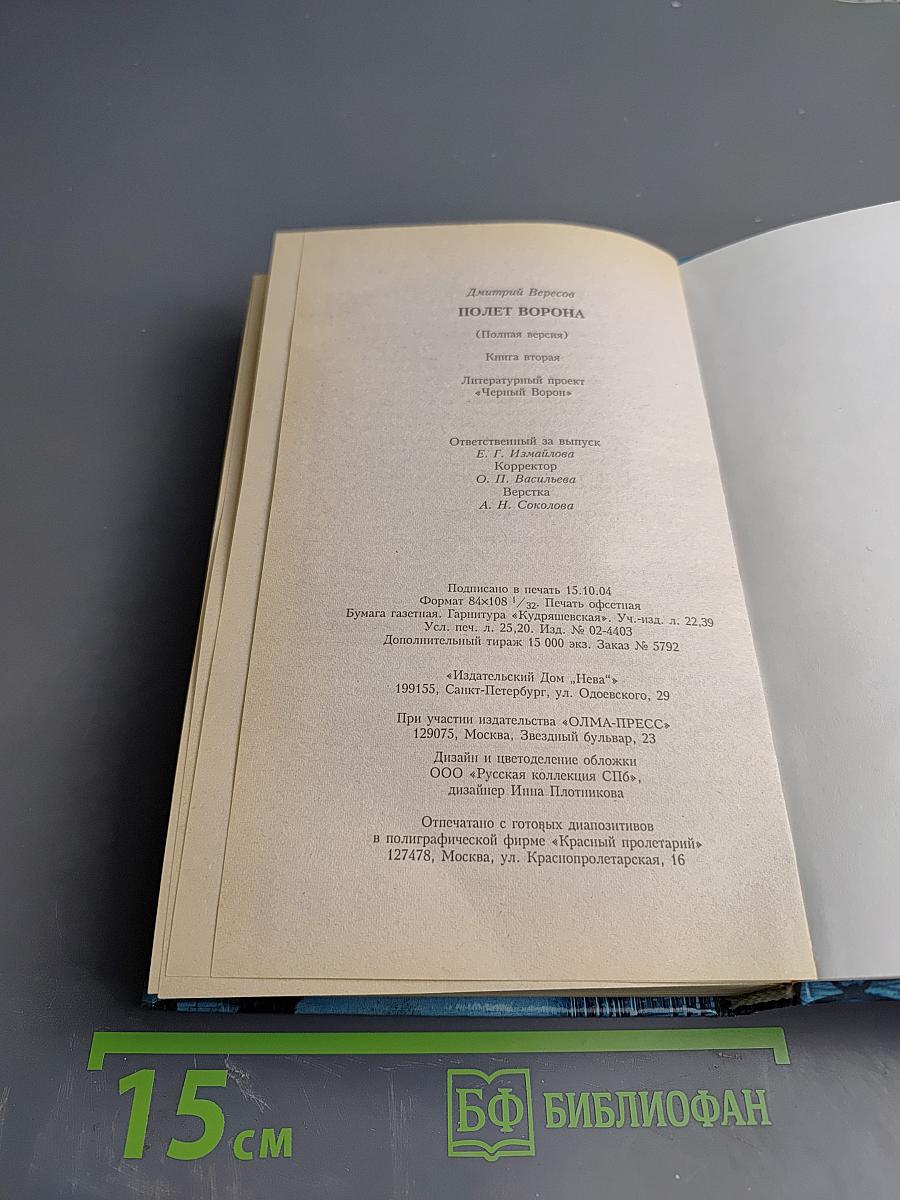 Дмитрий Вересов
ПОЛЕТ ВОРОНА
(Полная версия)
Книга вторая
Литературный проект
«Черный Ворон»
Ответственный за выпуск
Е. Г. Измайлова
Корректор
О. П. Васильева
Верстка
А. Н. Соколова
Подписано в печать 15.10.04
Формат 84×108 1/32. Печать офсетная
Бумага газетная. Гарнитура «Кудряшевская». Уч.-изд. л. 22,39
Усл. печ. л. 25,20. Изд. № 02-4403
Дополнительный тираж 15 000 экз. Заказ № 5792
«Издательский Дом „Нева“»
199155, Санкт-Петербург, ул. Одоевского, 29
При участии издательства «ОЛМА-ПРЕСС»
129075, Москва, Звездный бульвар, 23
Дизайн и цветоделение обложки
ООО «Русская коллекция СПб»,
дизайнер Инна Плотникова
Отпечатано с готовых диапозитивов
в полиграфической фирме «Красный пролетарий»
127478, Москва, ул. Краснопролетарская, 16
15 см
БФ БИБЛИОФАН